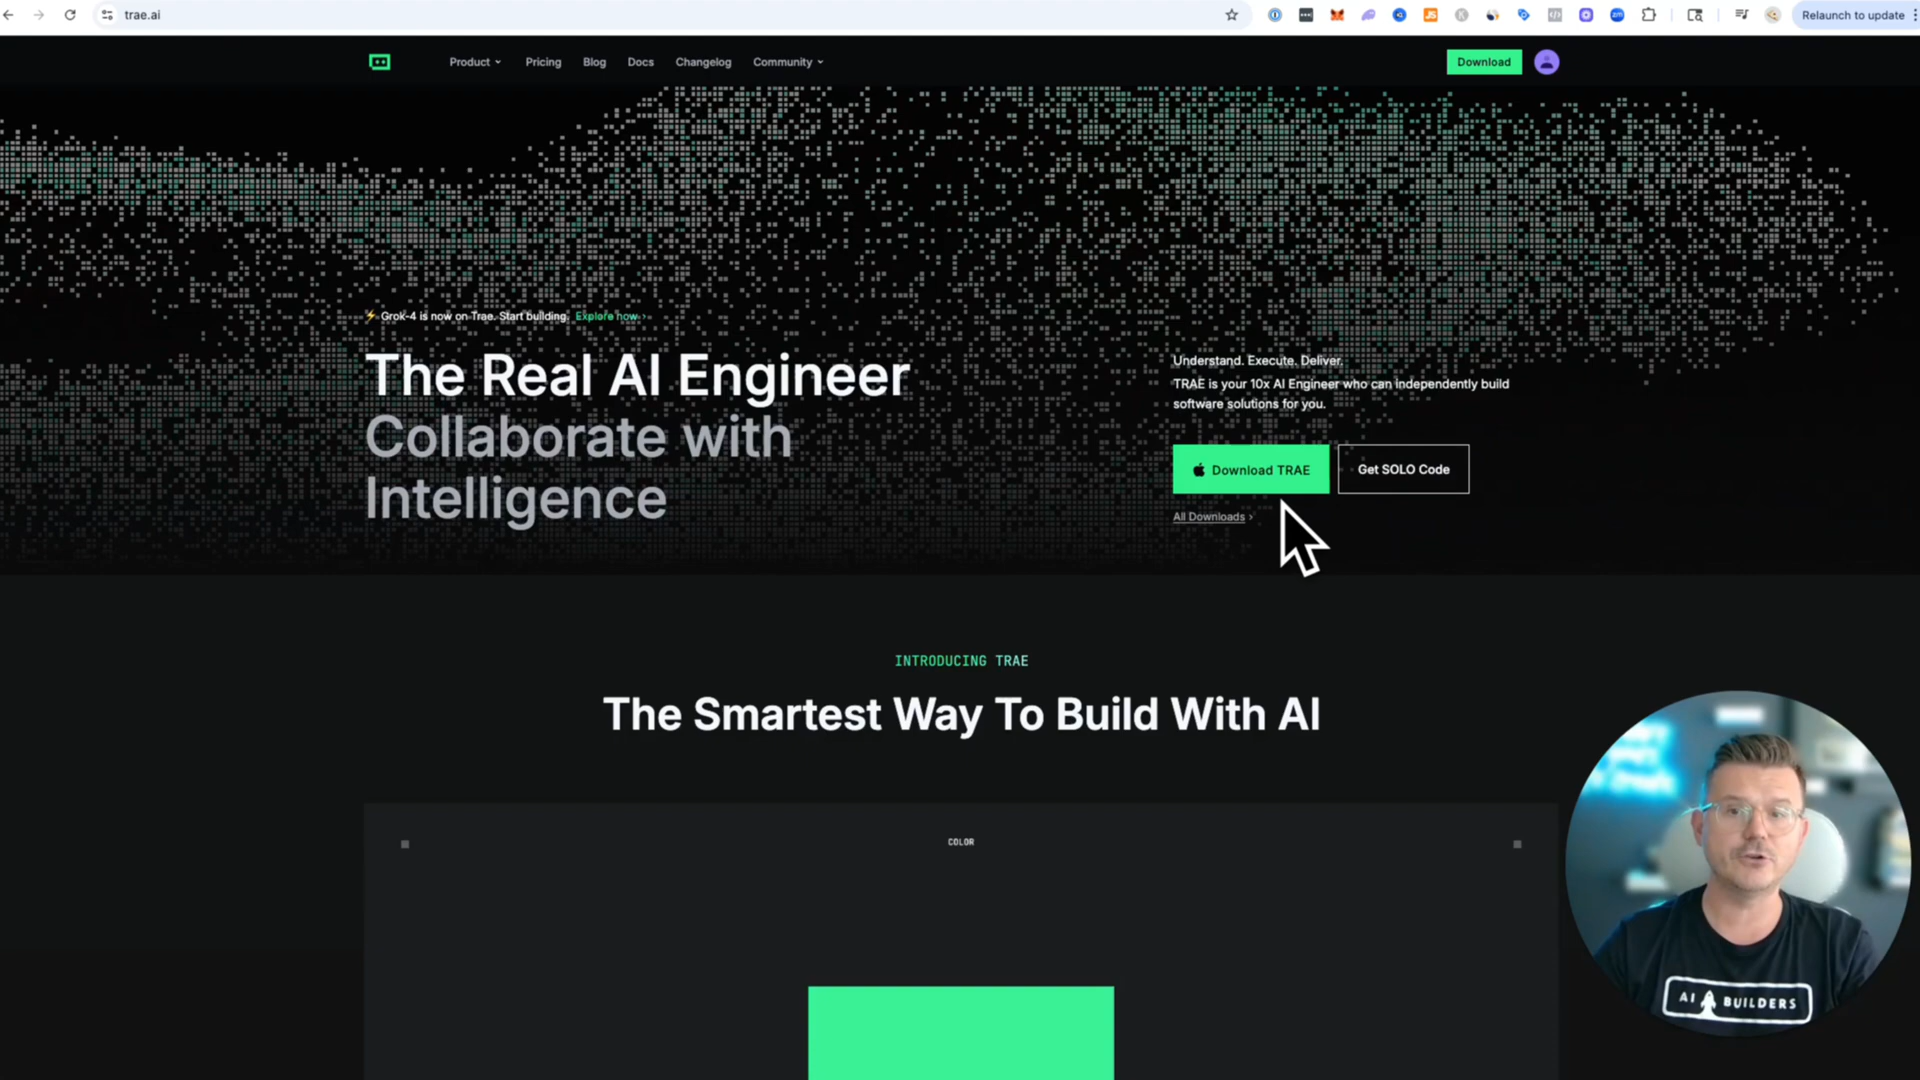 trae.ai
Relaunch to update
Product
Pricing
Blog
Docs
Changelog
Community
Download
Grok-4 is now on Trae. Start building. Explore now ›
The Real AI Engineer
Collaborate with
Intelligence
Understand. Execute. Deliver.
TRAE is your 10x AI Engineer who can independently build
software solutions for you.
Download TRAE
Get SOLO Code
All Downloads ›
INTRODUCING TRAE
The Smartest Way To Build With AI
COLOR
AI BUILDERS